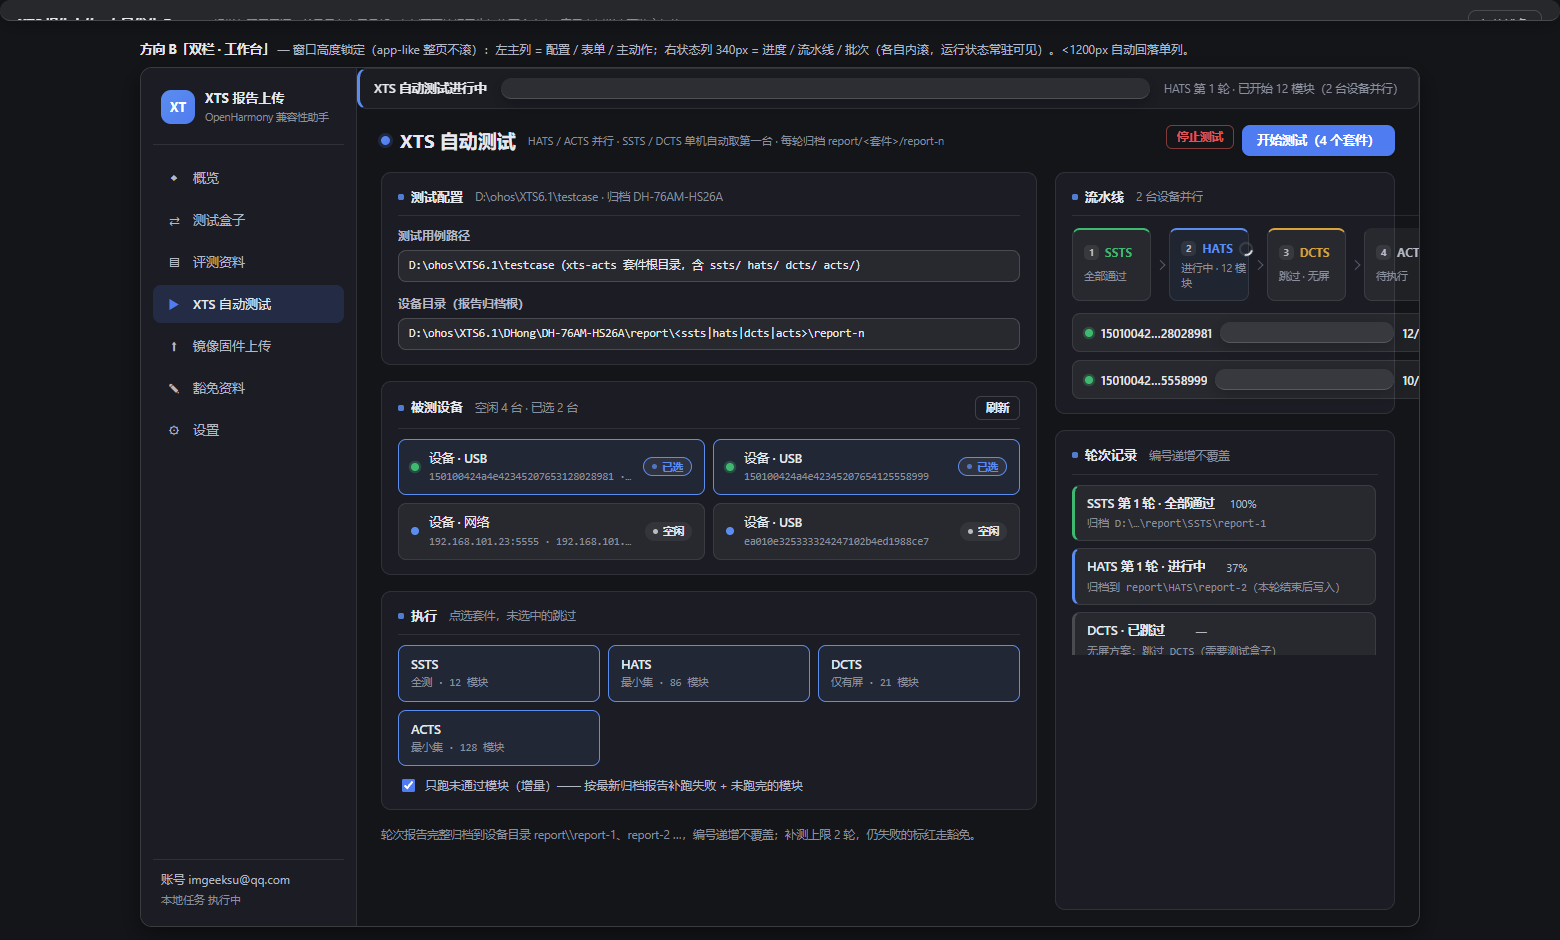 方向 B「双栏 · 工作台」 — 窗口高度锁定（app-like 整页不滚）：左主列 = 配置 / 表单 / 主动作；右状态列 340px = 进度 / 流水线 / 批次（各自内滚，运行状态常驻可见）。<1200px 自动回落单列。
XT
XTS 报告上传
OpenHarmony 兼容性助手
概览
测试盒子
评测资料
XTS 自动测试
镜像固件上传
豁免资料
设置
账号 imgeeksu@qq.com
本地任务 执行中
XTS 自动测试进行中
HATS 第 1 轮 · 已开始 12 模块（2 台设备并行）
XTS 自动测试
HATS / ACTS 并行 · SSTS / DCTS 单机自动取第一台 · 每轮归档 report/<套件>/report-n
停止测试
开始测试（4 个套件）
测试配置
D:\ohos\XTS6.1\testcase · 归档 DH-76AM-HS26A
测试用例路径
D:\ohos\XTS6.1\testcase（xts-acts 套件根目录，含 ssts/ hats/ dcts/ acts/）
设备目录（报告归档根）
D:\ohos\XTS6.1\DHong\DH-76AM-HS26A\report\<ssts|hats|dcts|acts>\report-n
被测设备
空闲 4 台 · 已选 2 台
刷新
设备 · USB
150100424a4e42345207653128028981 ·…
已选
设备 · USB
150100424a4e42345207654125558999
已选
设备 · 网络
192.168.101.23:5555 · 192.168.101.…
空闲
设备 · USB
ea010e325333324247102b4ed1988ce7
空闲
执行
点选套件，未选中的跳过
SSTS
全测 · 12 模块
HATS
最小集 · 86 模块
DCTS
仅有屏 · 21 模块
ACTS
最小集 · 128 模块
只跑未通过模块（增量）—— 按最新归档报告补跑失败 + 未跑完的模块
轮次报告完整归档到设备目录 report\\report-1、report-2 …，编号递增不覆盖；补测上限 2 轮，仍失败的标红走豁免。
流水线
2 台设备并行
1 SSTS
全部通过
2 HATS
进行中 · 12 模块
3 DCTS
跳过 · 无屏
4 ACT
待执行
15010042…28028981
12/
15010042…5558999
10/
轮次记录
编号递增不覆盖
SSTS 第 1 轮 · 全部通过 100%
归档 D:\…\report\SSTS\report-1
HATS 第 1 轮 · 进行中 37%
归档到 report\HATS\report-2（本轮结束后写入）
DCTS · 已跳过 —
无屏方案：跳过 DCTS（需要测试盒子）